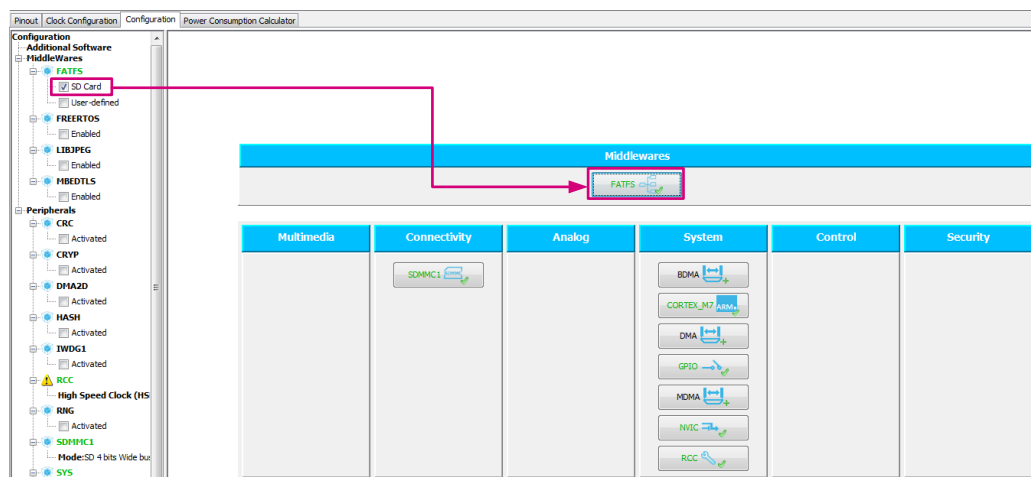 Pinout Clock Configuration Configuration Power Consumption Calculator
Configuration
Additional Software
MiddleWares
FATFS
SD Card
User-defined
FREERTOS
Enabled
LIBJPEG
Enabled
MBEDTLS
Enabled
Peripherals
CRC
Activated
CRYP
Activated
DMA2D
Activated
HASH
Activated
IWDG1
Activated
RCC
High Speed Clock (HS
RNG
Activated
SDMMC1
Mode:SD 4 bits Wide bu
SYS
Middlewares
FATFS
Multimedia Connectivity Analog System Control Security
SDMMC1
BDMA
CORTEX_M7 ARM
DMA
GPIO
MDMA
NVIC
RCC